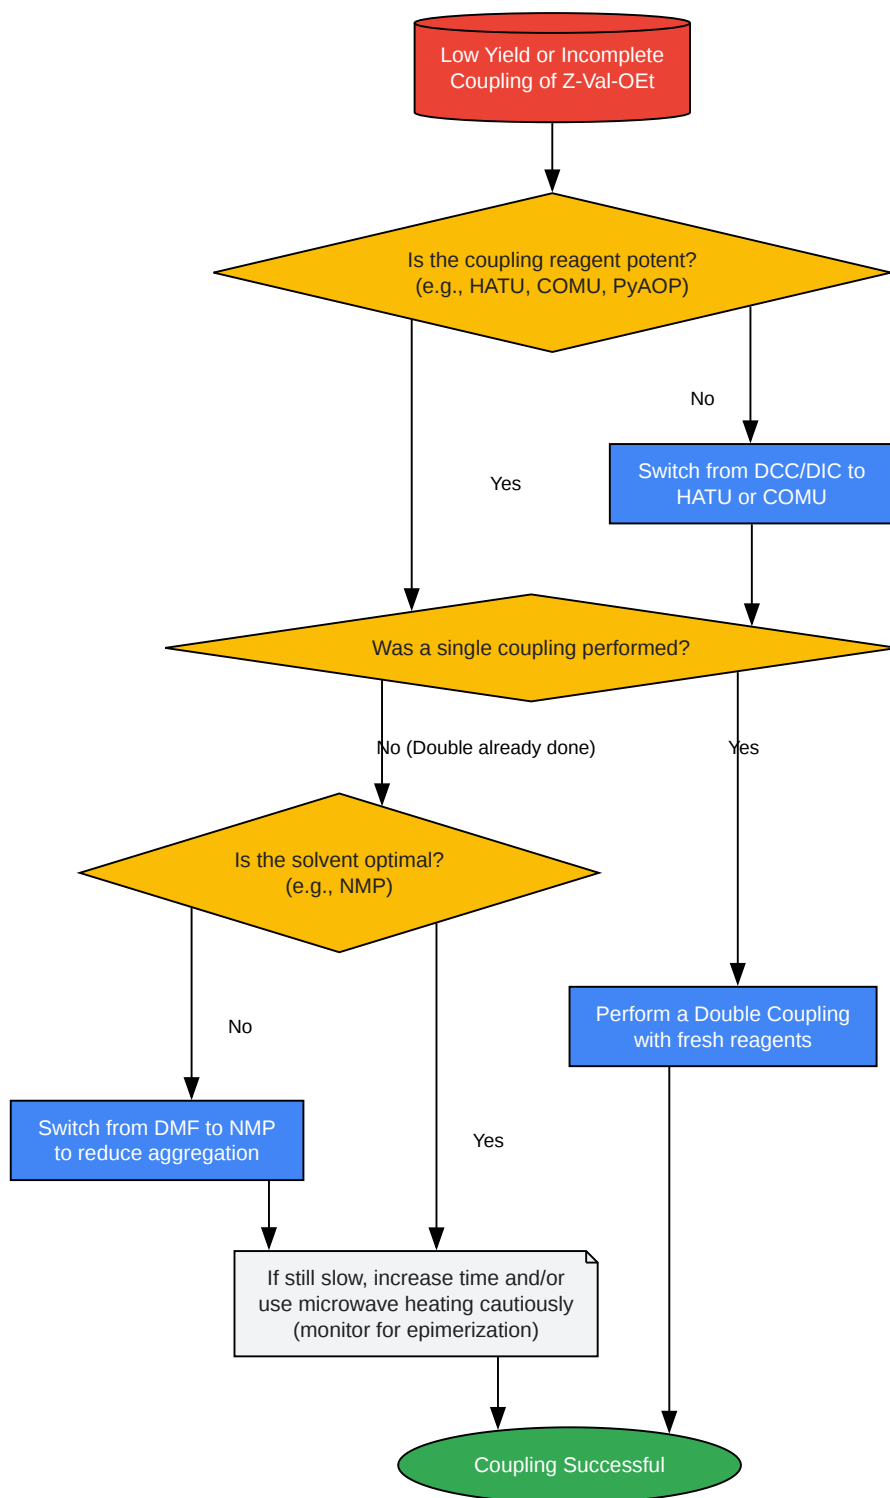 Low Yield or Incomplete
Coupling of Z-Val-OEt
Is the coupling reagent potent?
(e.g., HATU, COMU, PyAOP)
No
Switch from DCC/DIC to
HATU or COMU
Yes
Was a single coupling performed?
No (Double already done)
Yes
Is the solvent optimal?
(e.g., NMP)
Perform a Double Coupling
with fresh reagents
No
Switch from DMF to NMP
to reduce aggregation
Yes
If still slow, increase time and/or
use microwave heating cautiously
(monitor for epimerization)
Coupling Successful